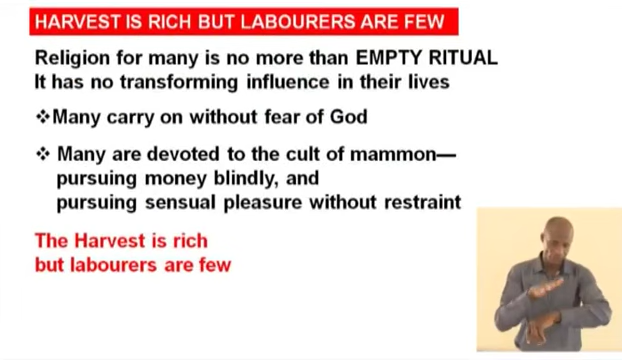 HARVEST IS RICH BUT LABOURERS ARE FEW
Religion for many is no more than EMPTY RITUAL
It has no transforming influence in their lives
❖Many carry on without fear of God
❖ Many are devoted to the cult of mammon—
pursuing money blindly, and
pursuing sensual pleasure without restraint
The Harvest is rich
but labourers are few